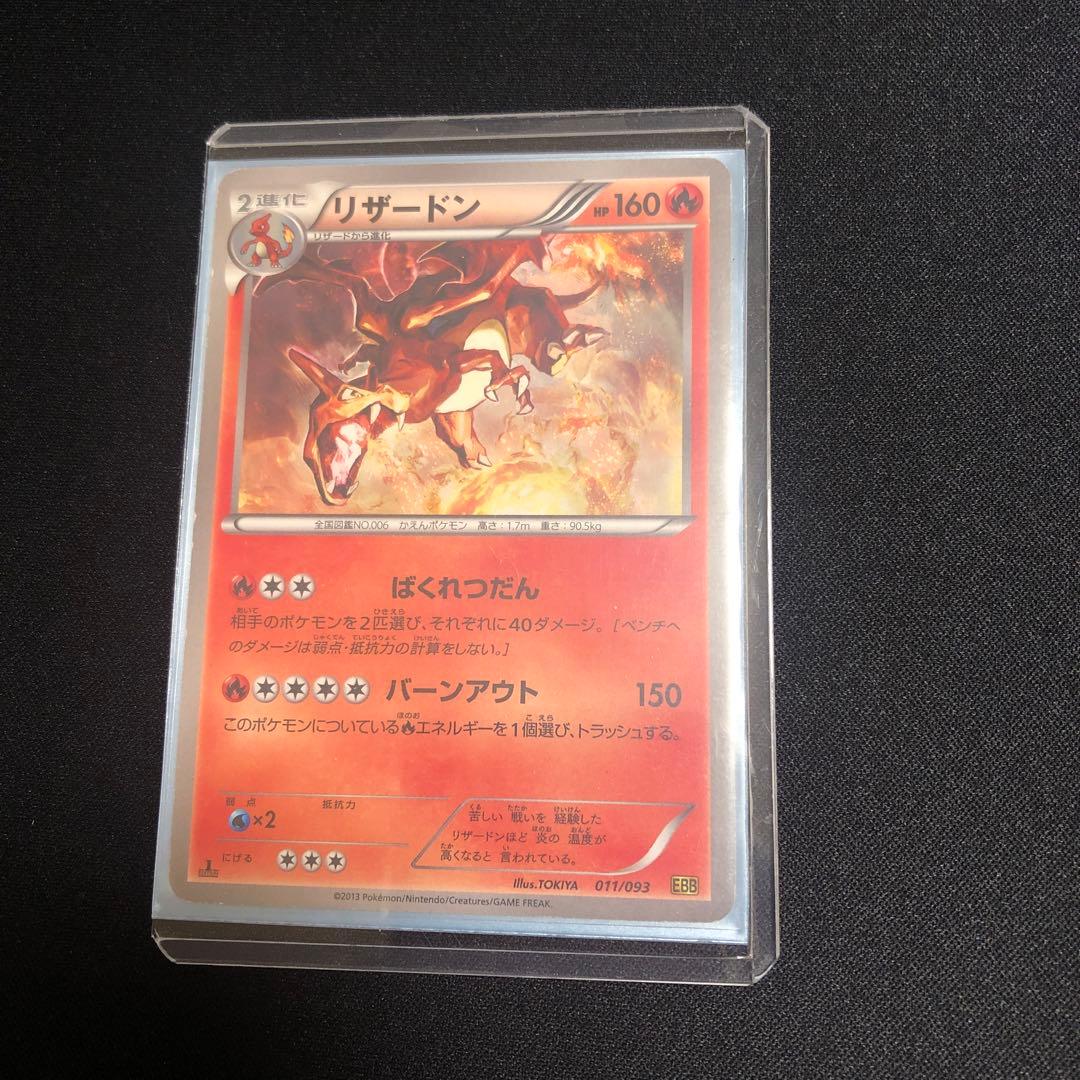 2進化 リザードン HP 160
リザードから進化
全国図鑑NO.006 かえんポケモン 高さ：1.7m 重さ：90.5kg
ばくれつだん
相手のポケモンを2匹選び、それぞれに40ダメージ。［ベンチへ
のダメージは弱点・抵抗力の計算をしない。］
バーンアウト 150
このポケモンについているエネルギーを1個選び、トラッシュする。
弱点 抵抗力
×2
にげる
苦しい 戦いを 経験した
リザードンほど 炎の 温度が
高くなると 言われている。
Illus.TOKIYA 011/093 EBB
©2013 Pokémon/Nintendo/Creatures/GAME FREAK.